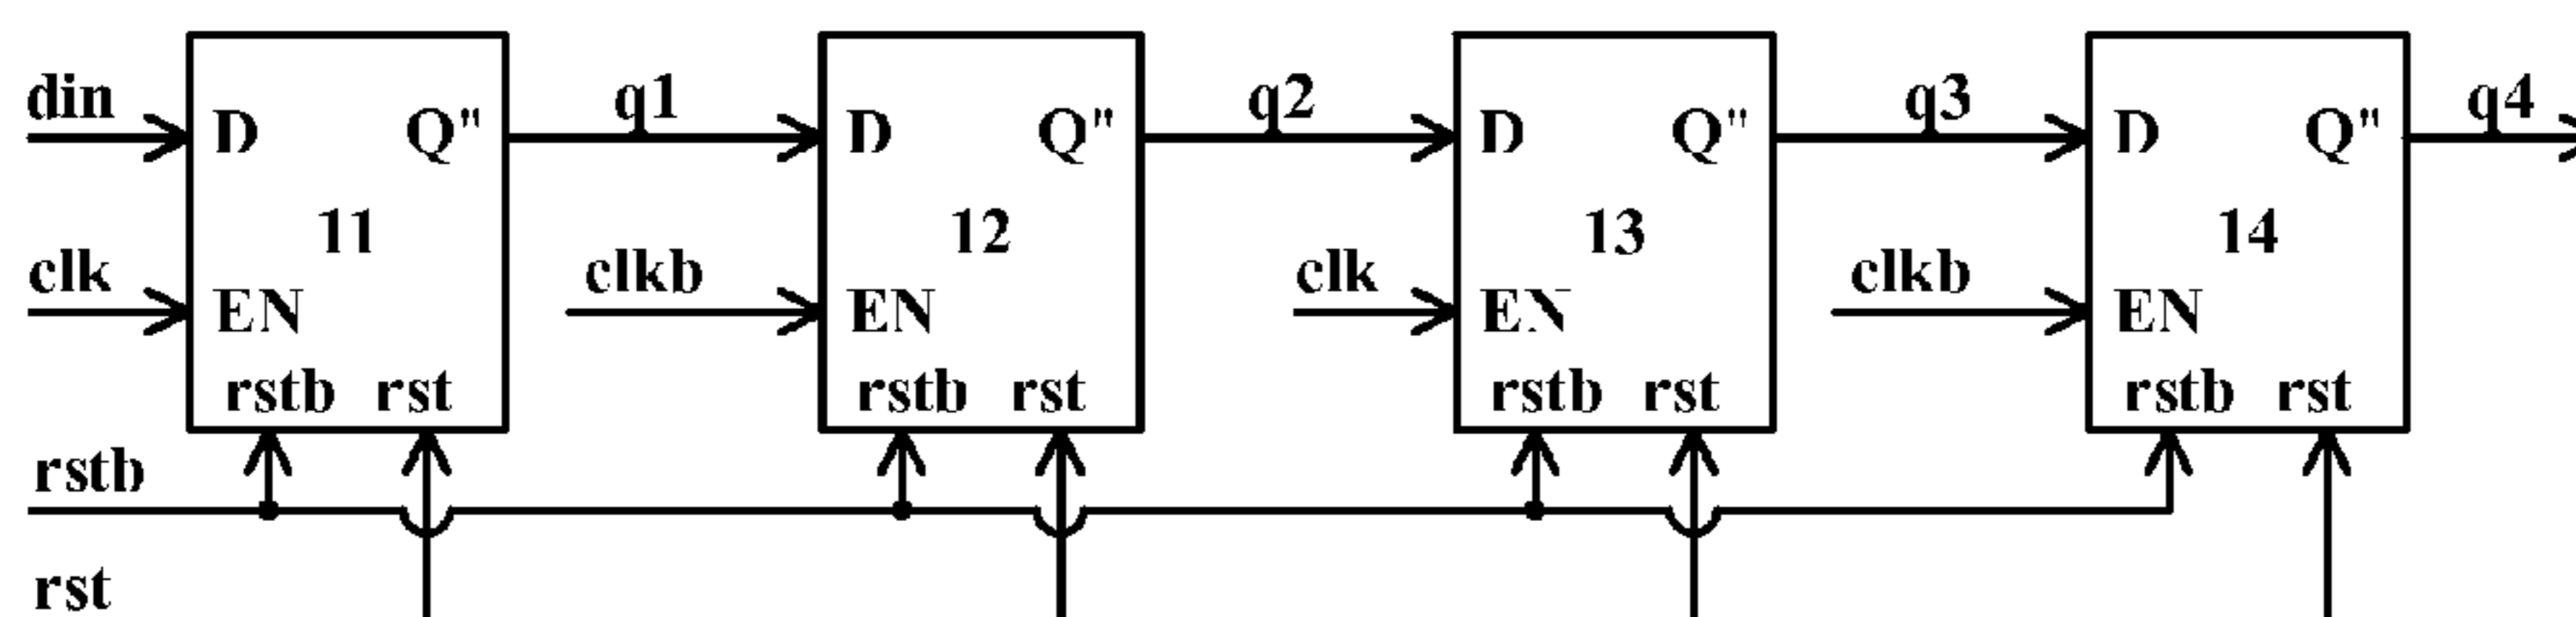 din q1 q2 q3 q4
D Q" D Q" D Q" D Q"
11 12 13 14
clk clkb clk clkb
EN EN EN EN
rstb rst rstb rst rstb rst rstb rst
rstb
rst